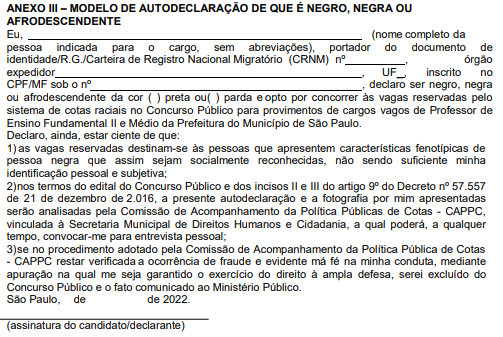 ANEXO III – MODELO DE AUTODECLARAÇÃO DE QUE É NEGRO, NEGRA OU
AFRODESCENDENTE
Eu, ______________________________________________ (nome completo da
pessoa indicada para o cargo, sem abreviações), portador do documento de
identidade/R.G./Carteira de Registro Nacional Migratório (CRNM) nº__________, órgão
expedidor__________________________________________, UF_, inscrito no
CPF/MF sob o nº_____________________________, declaro ser negro, negra
ou afrodescendente da cor ( ) preta ou( ) parda e opto por concorrer às vagas reservadas pelo
sistema de cotas raciais no Concurso Público para provimentos de cargos vagos de Professor de
Ensino Fundamental II e Médio da Prefeitura do Município de São Paulo.
Declaro, ainda, estar ciente de que:
1)as vagas reservadas destinam-se às pessoas que apresentem características fenotípicas de
pessoa negra que assim sejam socialmente reconhecidas, não sendo suficiente minha
identificação pessoal e subjetiva;
2)nos termos do edital do Concurso Público e dos incisos II e III do artigo 9º do Decreto nº 57.557
de 21 de dezembro de 2.016, a presente autodeclaração e a fotografia por mim apresentadas
serão analisadas pela Comissão de Acompanhamento da Política Públicas de Cotas - CAPPC,
vinculada à Secretaria Municipal de Direitos Humanos e Cidadania, a qual poderá, a qualquer
tempo, convocar-me para entrevista pessoal;
3)se no procedimento adotado pela Comissão de Acompanhamento da Política Pública de Cotas
- CAPPC restar verificada a ocorrência de fraude e evidente má fé na minha conduta, mediante
apuração na qual me seja garantido o exercício do direito à ampla defesa, serei excluído do
Concurso Público e o fato comunicado ao Ministério Público.
São Paulo, de de 2022.
______________________________
(assinatura do candidato/declarante)